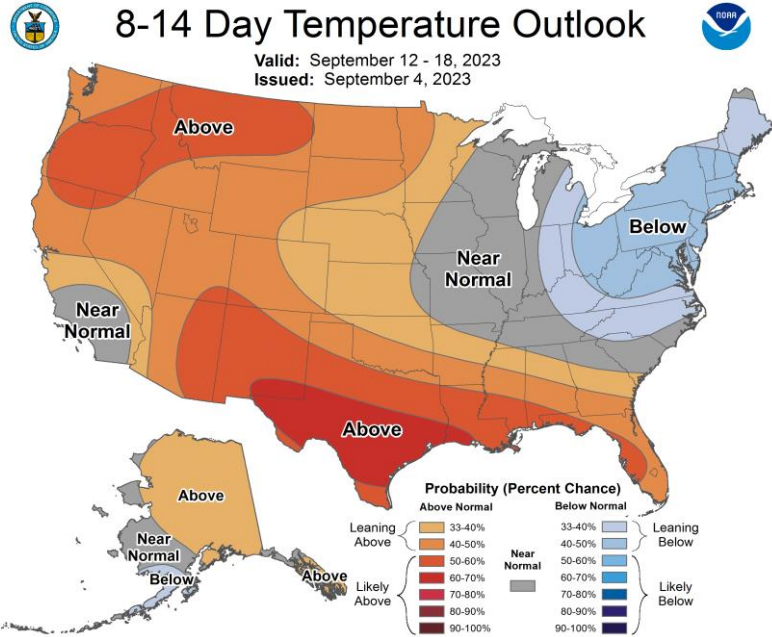 8-14 Day Temperature Outlook
NOAA
Valid: September 12 - 18, 2023
Issued: September 4, 2023
Above
Below
Near
Normal
Near
Normal
Above
Above
Near
Normal
Below
Above
Probability (Percent Chance)
Above Normal
Below Normal
Leaning
Above
33-40%
40-50%
50-60%
60-70%
70-80%
80-90%
90-100%
Likely
Above
Near
Normal
33-40%
40-50%
50-60%
60-70%
70-80%
80-90%
90-100%
Leaning
Below
Likely
Below